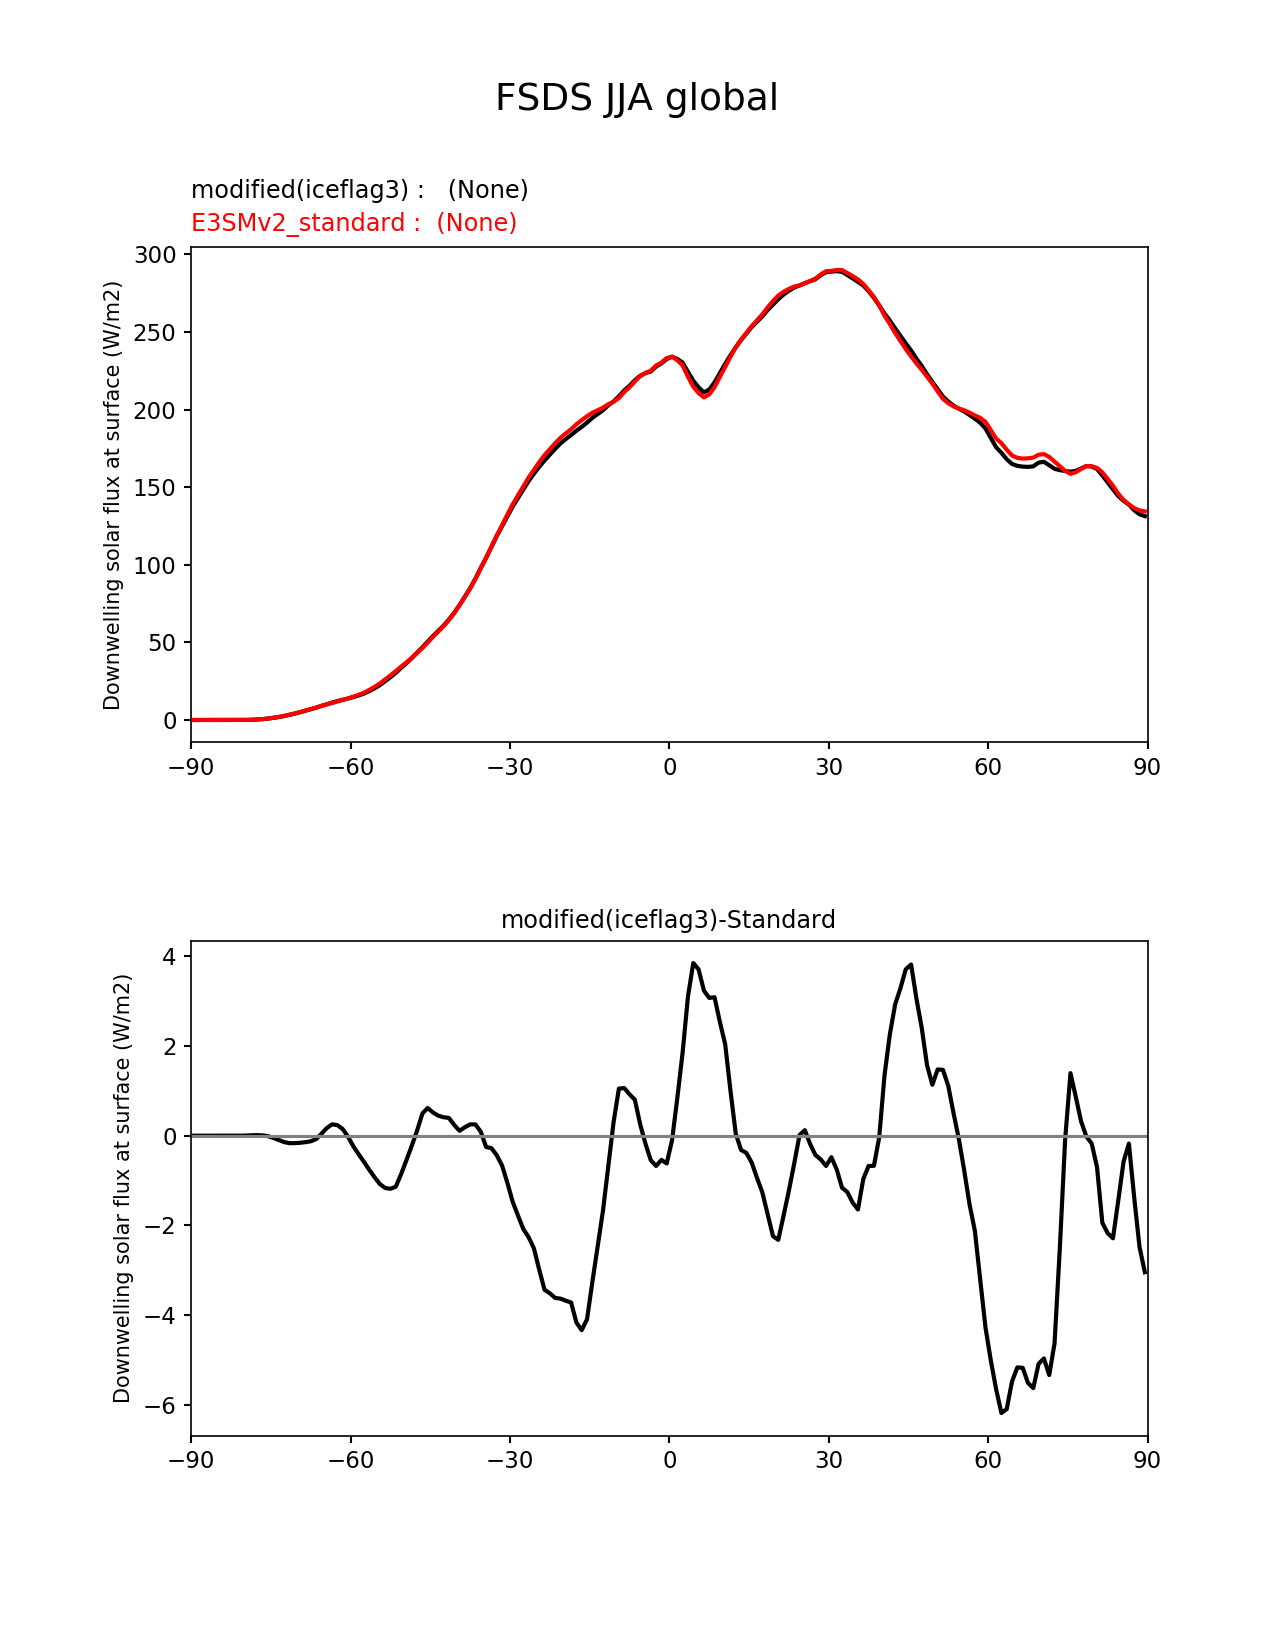 FSDS JJA global
modified(iceflag3) :   (None)
E3SMv2_standard :  (None)
Downwelling solar flux at surface (W/m2)
300
250
200
150
100
50
0
−90 −60 −30 0 30 60 90
modified(iceflag3)-Standard
Downwelling solar flux at surface (W/m2)
4
2
0
−2
−4
−6
−90 −60 −30 0 30 60 90